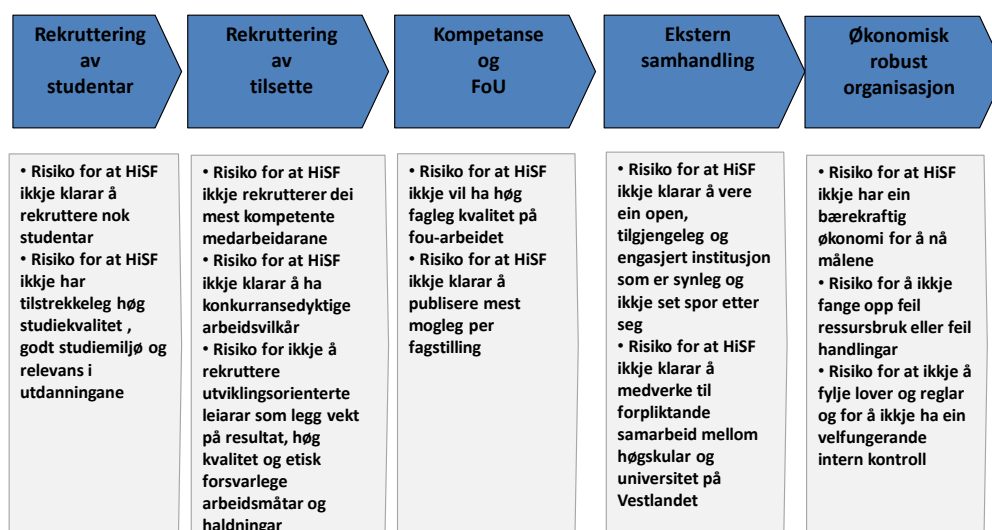 Rekruttering
av
studentar
Rekruttering
av
tilsette
Kompetanse
og
FoU
Ekstern
samhandling
Økonomisk
robust
organisasjon
• Risiko for at HiSF
ikkje klarar å
rekruttere nok
studentar
• Risiko for at HiSF
ikkje har
tilstrekkeleg høg
studiekvalitet ,
godt studiemiljø og
relevans i
utdanningane
• Risiko for at HiSF
ikkje rekrutterer dei
mest kompetente
medarbeidarane
• Risiko for at HiSF
ikkje klarar å ha
konkurransedyktige
arbeidsvilkår
• Risiko for ikkje å
rekruttere
utviklingsorienterte
leiarar som legg vekt
på resultat, høg
kvalitet og etisk
forsvarlege
arbeidsmåtar og
haldningar
• Risiko for at HiSF
ikkje vil ha høg
fagleg kvalitet på
fou-arbeidet
• Risiko for at HiSF
ikkje klarar å
publisere mest
mogleg per
fagstilling
• Risiko for at HiSF
ikkje klarar å vere
ein open,
tilgjengeleg og
engasjert institusjon
som er synleg og
ikkje set spor etter
seg
• Risiko for at HiSF
ikkje klarar å
medverke til
forpliktande
samarbeid mellom
høgskular og
universitet på
Vestlandet
• Risiko for at HiSF
ikkje har ein
bærekraftig
økonomi for å nå
målene
• Risiko for å ikkje
fange opp feil
ressursbruk eller feil
handlingar
• Risiko for at ikkje å
fylje lover og reglar
og for å ikkje ha ein
velfungerande
intern kontroll